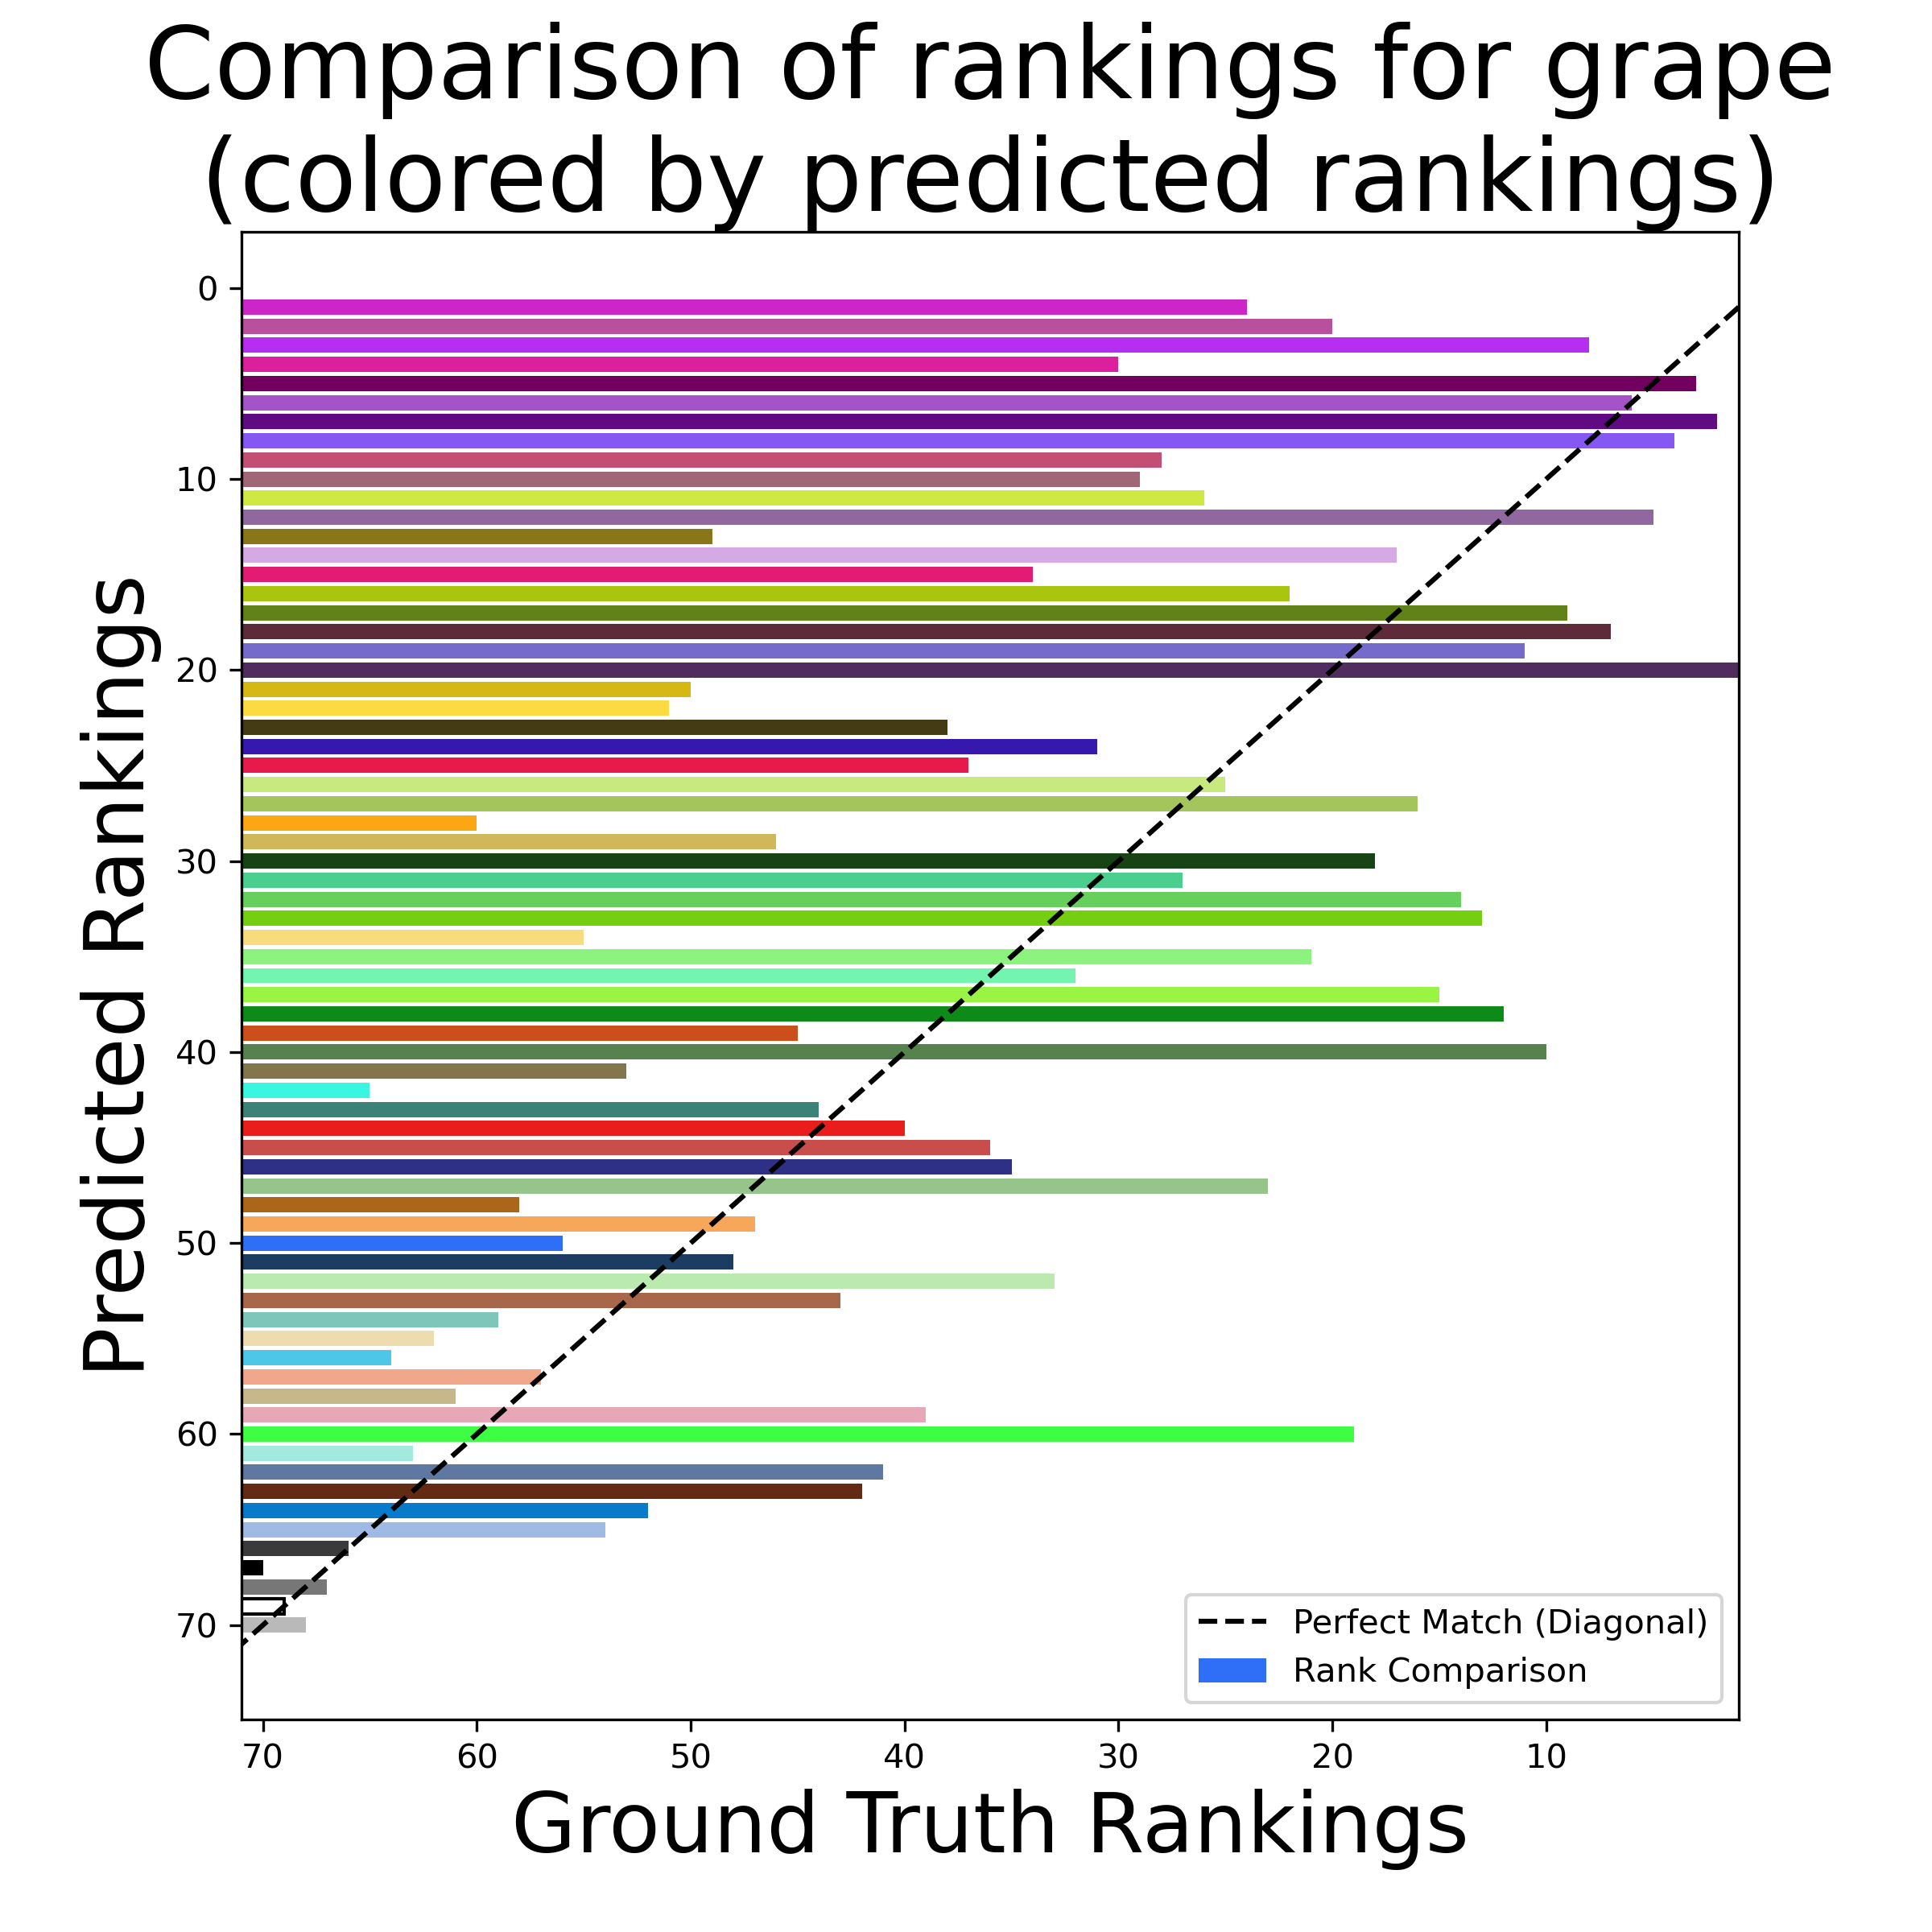 Comparison of rankings for grape
(colored by predicted rankings)
Predicted Rankings
0
10
20
30
40
50
60
70
70 60 50 40 30 20 10
Ground Truth Rankings
Perfect Match (Diagonal)
Rank Comparison